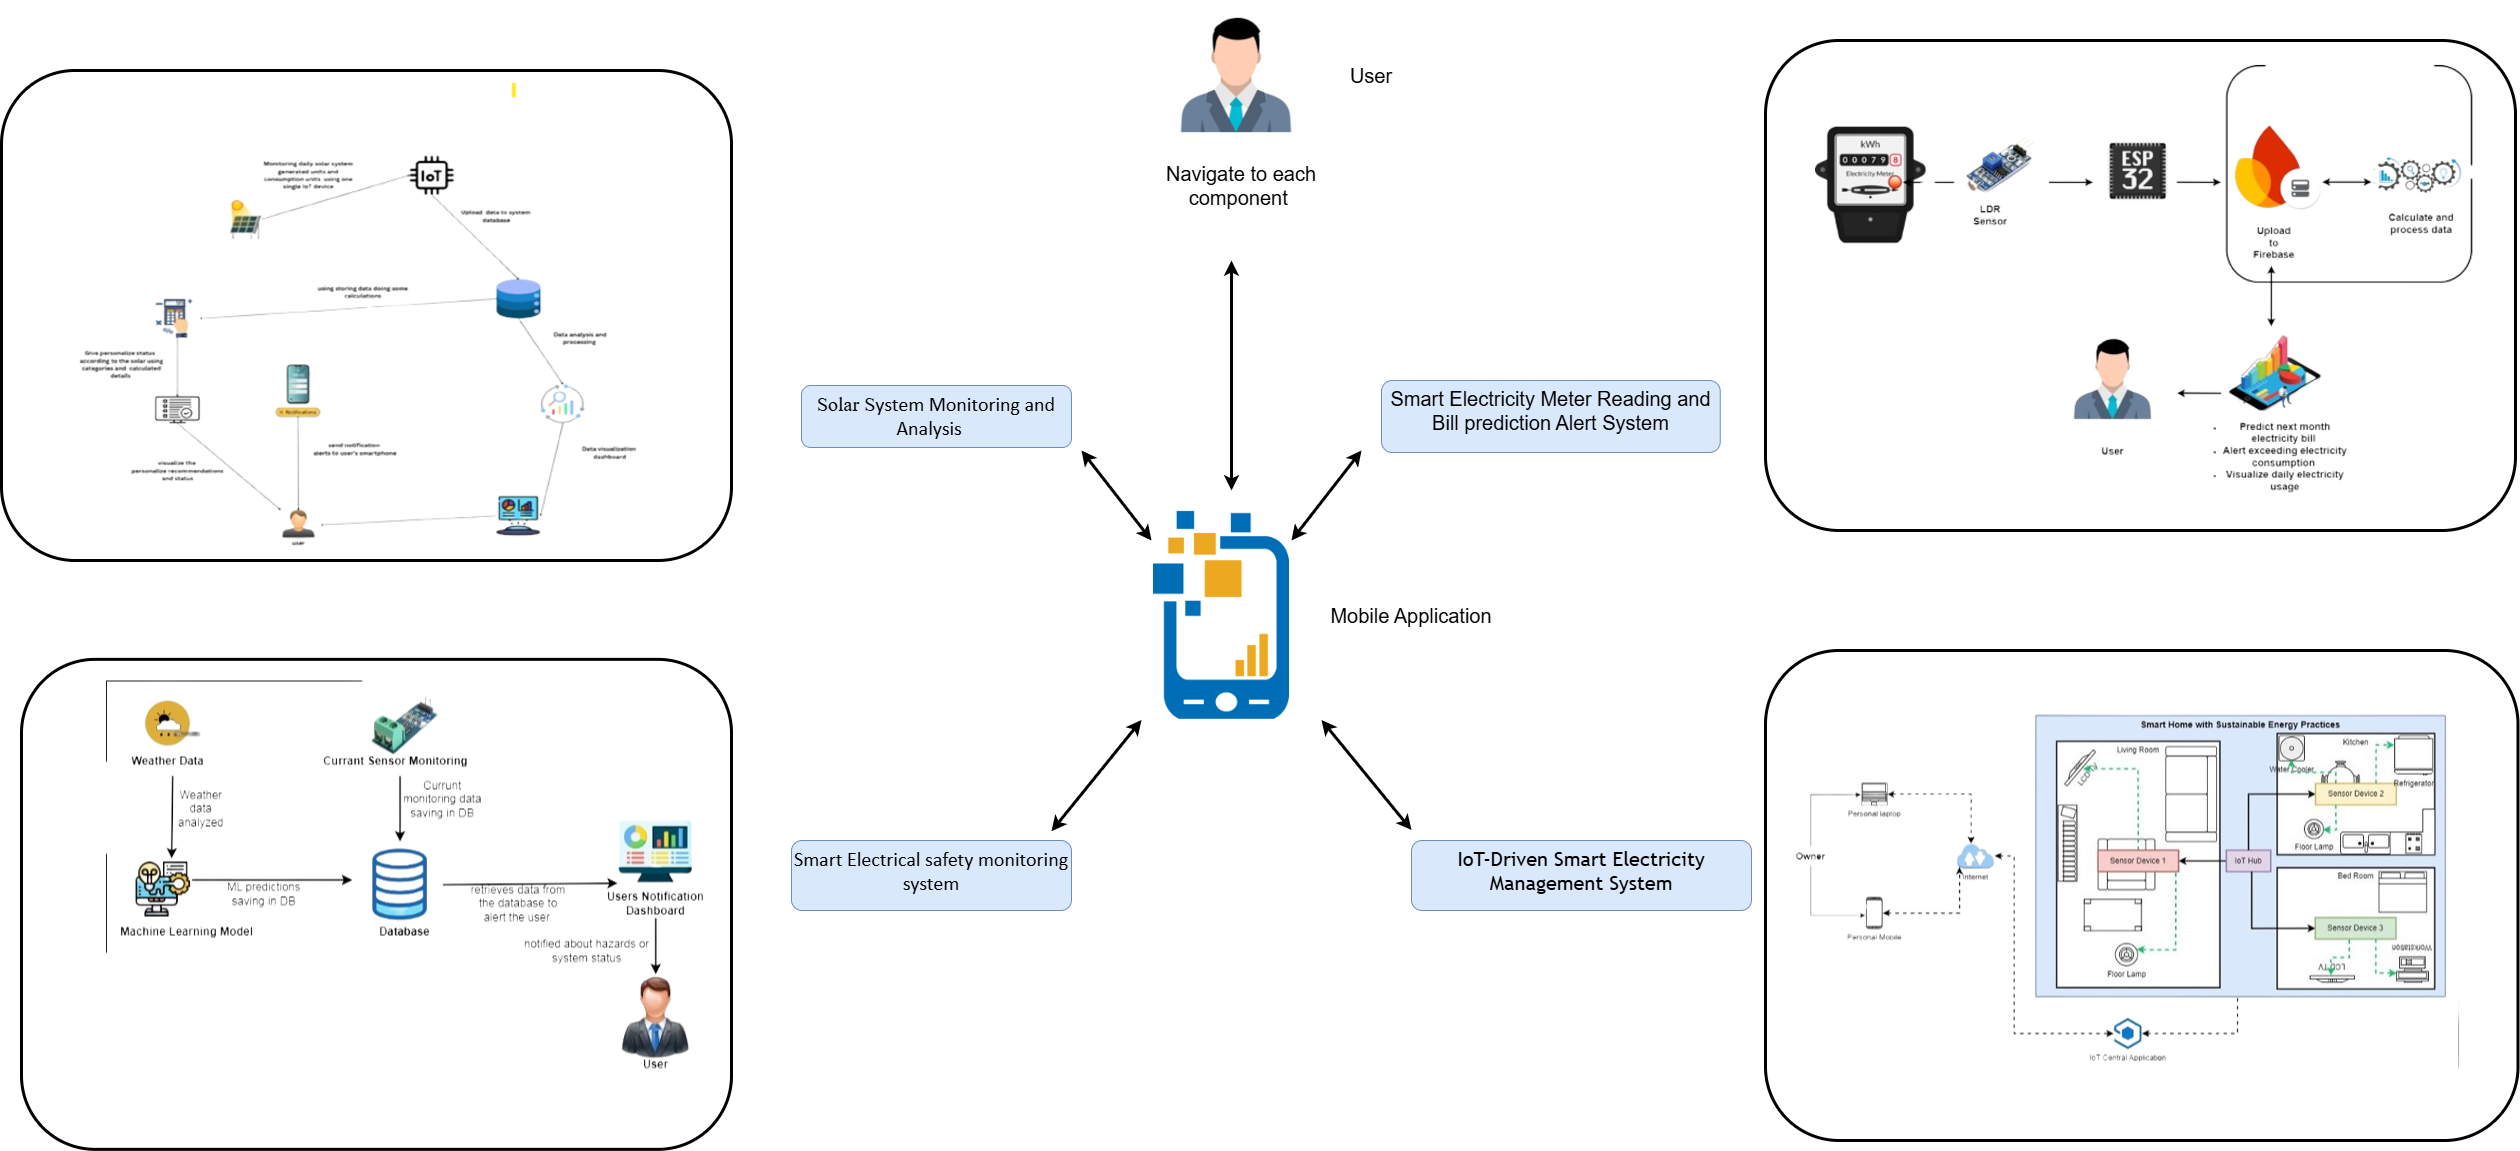 User
Navigate to each
component
Monitoring daily solar system
generated units and
consumption units using one
single IoT device
IoT
Upload data to system
database
using storing data doing some
calculations
Data analysis and
processing
Give personalize status
according to the solar using
categories and calculated
details
Notifications
send notification
alerts to user's smartphone
Data visualization
dashboard
visualize the
personalize recommendations
and status
user
kWh
0 0 0 7 9 8
Electricity Meter
LDR
Sensor
ESP
32
Upload
to
Firebase
Calculate and
process data
User
Predict next month
electricity bill
Alert exceeding electricity
consumption
Visualize daily electricity
usage
Solar System Monitoring and
Analysis
Smart Electricity Meter Reading and
Bill prediction Alert System
Mobile Application
Smart Electrical safety monitoring
system
IoT-Driven Smart Electricity
Management System
Weather Data
Currant Sensor Monitoring
Weather
data
analyzed
Currunt
monitoring data
saving in DB
ML predictions
saving in DB
Machine Learning Model
Database
retrieves data from
the database to
alert the user
Users Notification
Dashboard
notified about hazards or
system status
User
Smart Home with Sustainable Energy Practices
Living Room
LCD TV
Kitchen
Water Cooler
Refrigerator
Sensor Device 2
Floor Lamp
Sensor Device 1
IoT Hub
Bed Room
Sensor Device 3
Workstation
LCD TV
Floor Lamp
Personal laptop
Owner
Internet
Personal Mobile
IoT Central Application